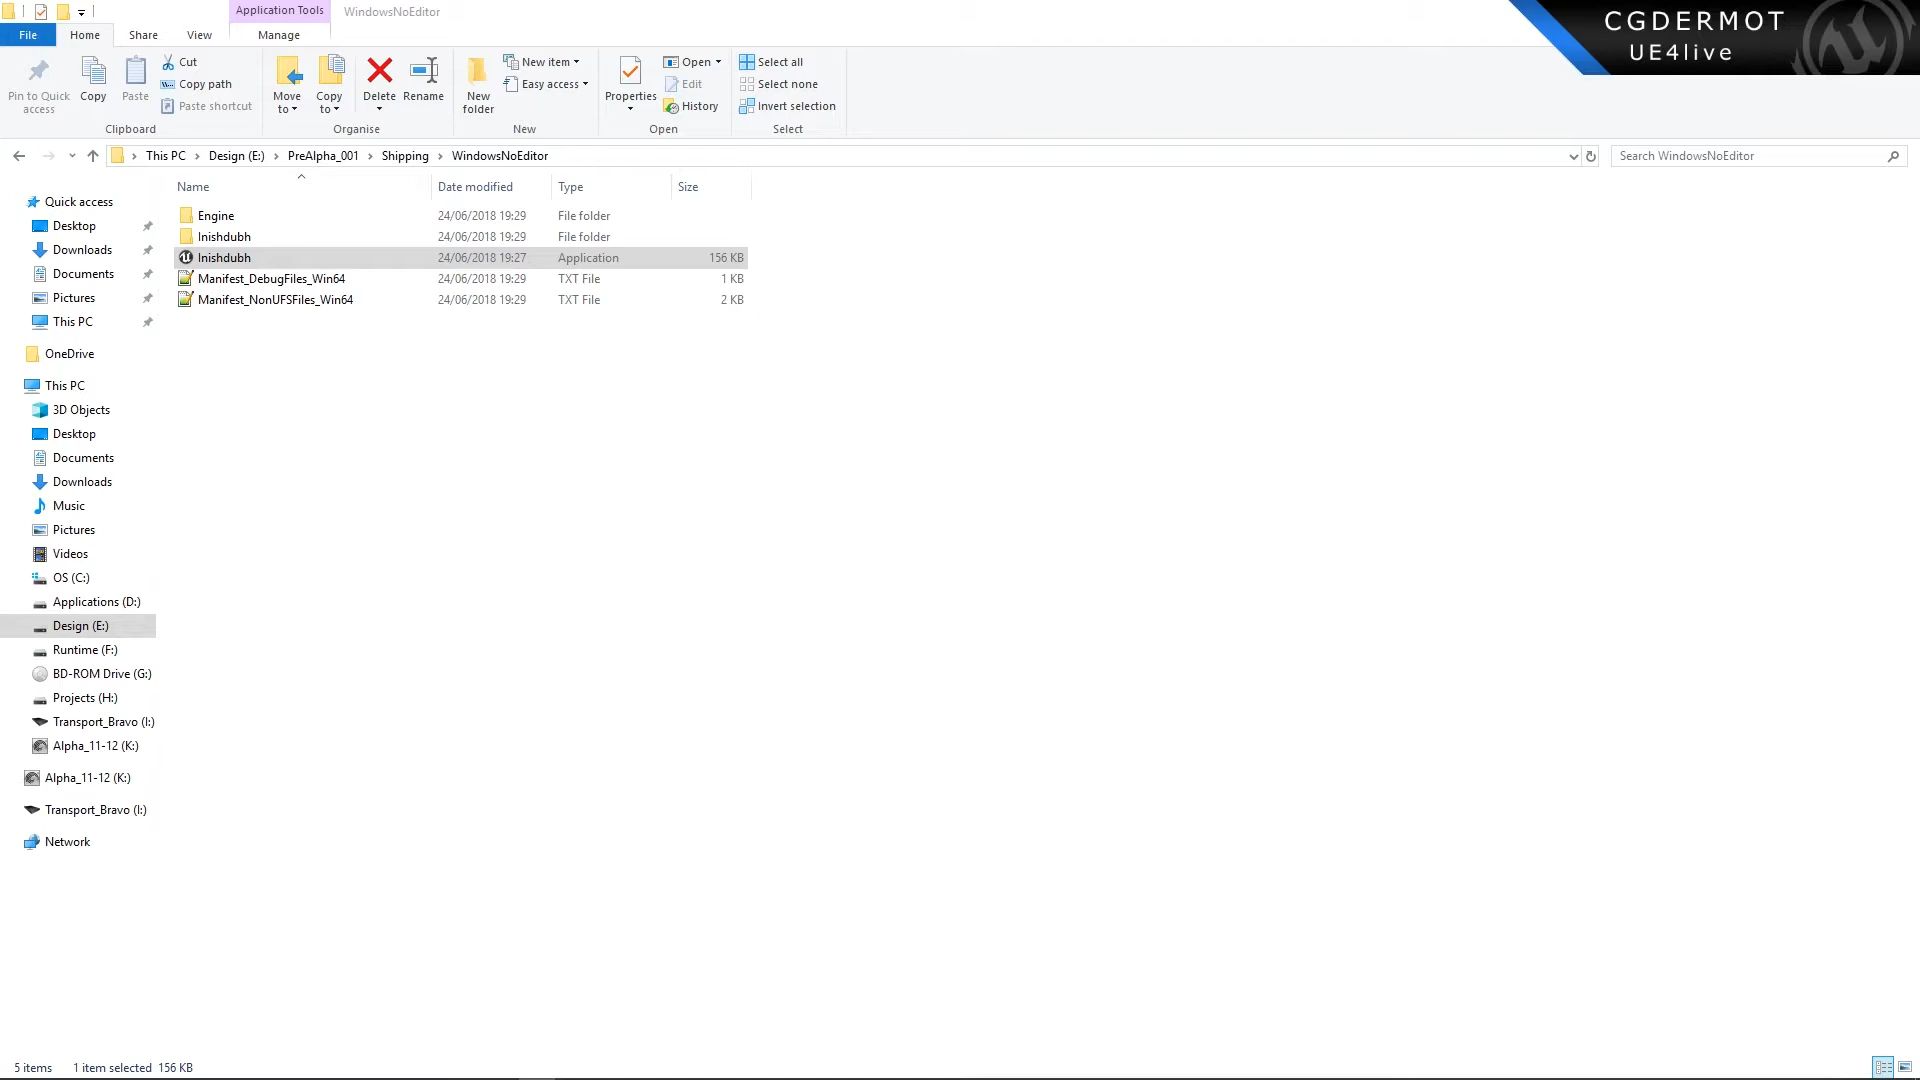 Application Tools
WindowsNoEditor
CGDERMOT
UE4live
File
Home
Share
View
Manage
Pin to Quick
access
Copy
Paste
Cut
Copy path
Paste shortcut
Clipboard
Move
to
Copy
to
Delete
Rename
Organise
New
folder
New item
Easy access
New
Properties
Open
Edit
History
Open
Select all
Select none
Invert selection
Select
This PC
Design (E:)
PreAlpha_001
Shipping
WindowsNoEditor
Search WindowsNoEditor
Name
Date modified
Type
Size
Engine
24/06/2018 19:29
File folder
Inishdubh
24/06/2018 19:29
File folder
Inishdubh
24/06/2018 19:27
Application
156 KB
Manifest_DebugFiles_Win64
24/06/2018 19:29
TXT File
1 KB
Manifest_NonUFSFiles_Win64
24/06/2018 19:29
TXT File
2 KB
Quick access
Desktop
Downloads
Documents
Pictures
This PC
OneDrive
This PC
3D Objects
Desktop
Documents
Downloads
Music
Pictures
Videos
OS (C:)
Applications (D:)
Design (E:)
Runtime (F:)
BD-ROM Drive (G:)
Projects (H:)
Transport_Bravo (I:)
Alpha_11-12 (K:)
Alpha_11-12 (K:)
Transport_Bravo (I:)
Network
5 items
1 item selected 156 KB